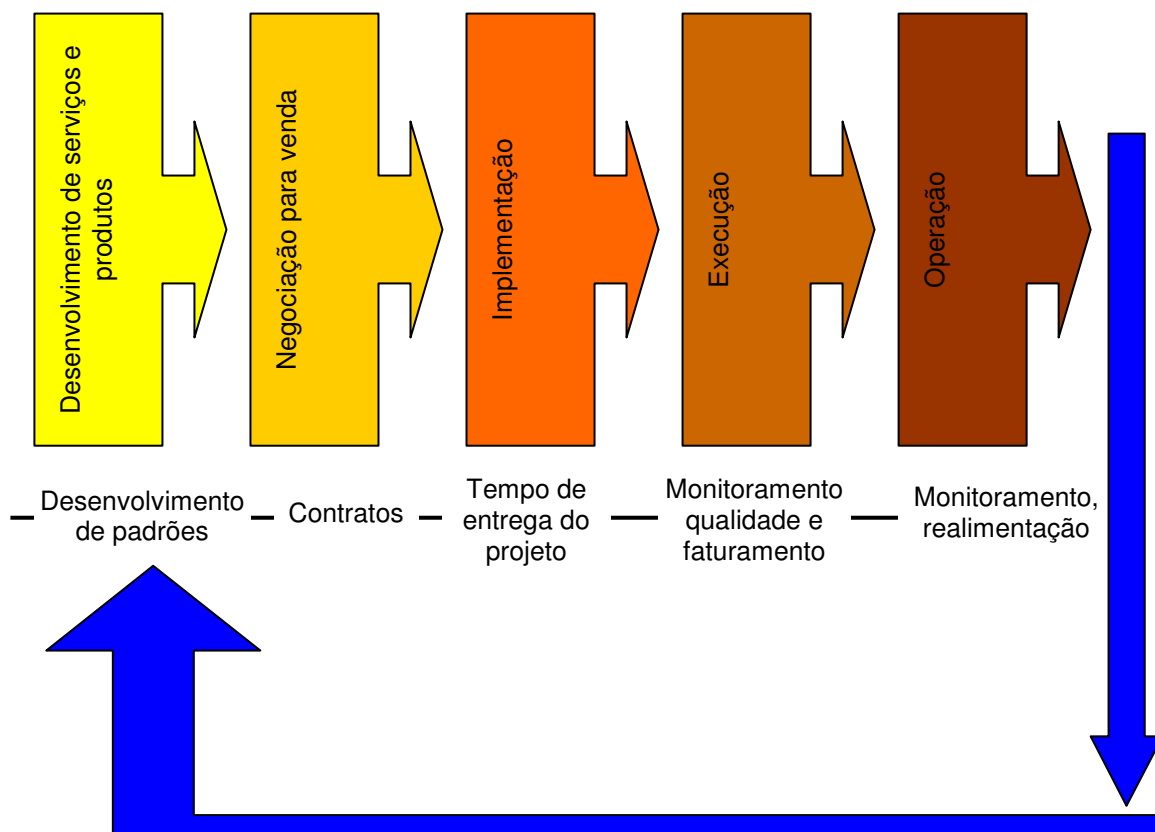 Desenvolvimento de serviços e
produtos
Negociação para venda
Implementação
Execução
Operação
Desenvolvimento
de padrões
Contratos
Tempo de
entrega do
projeto
Monitoramento
qualidade e
faturamento
Monitoramento,
realimentação